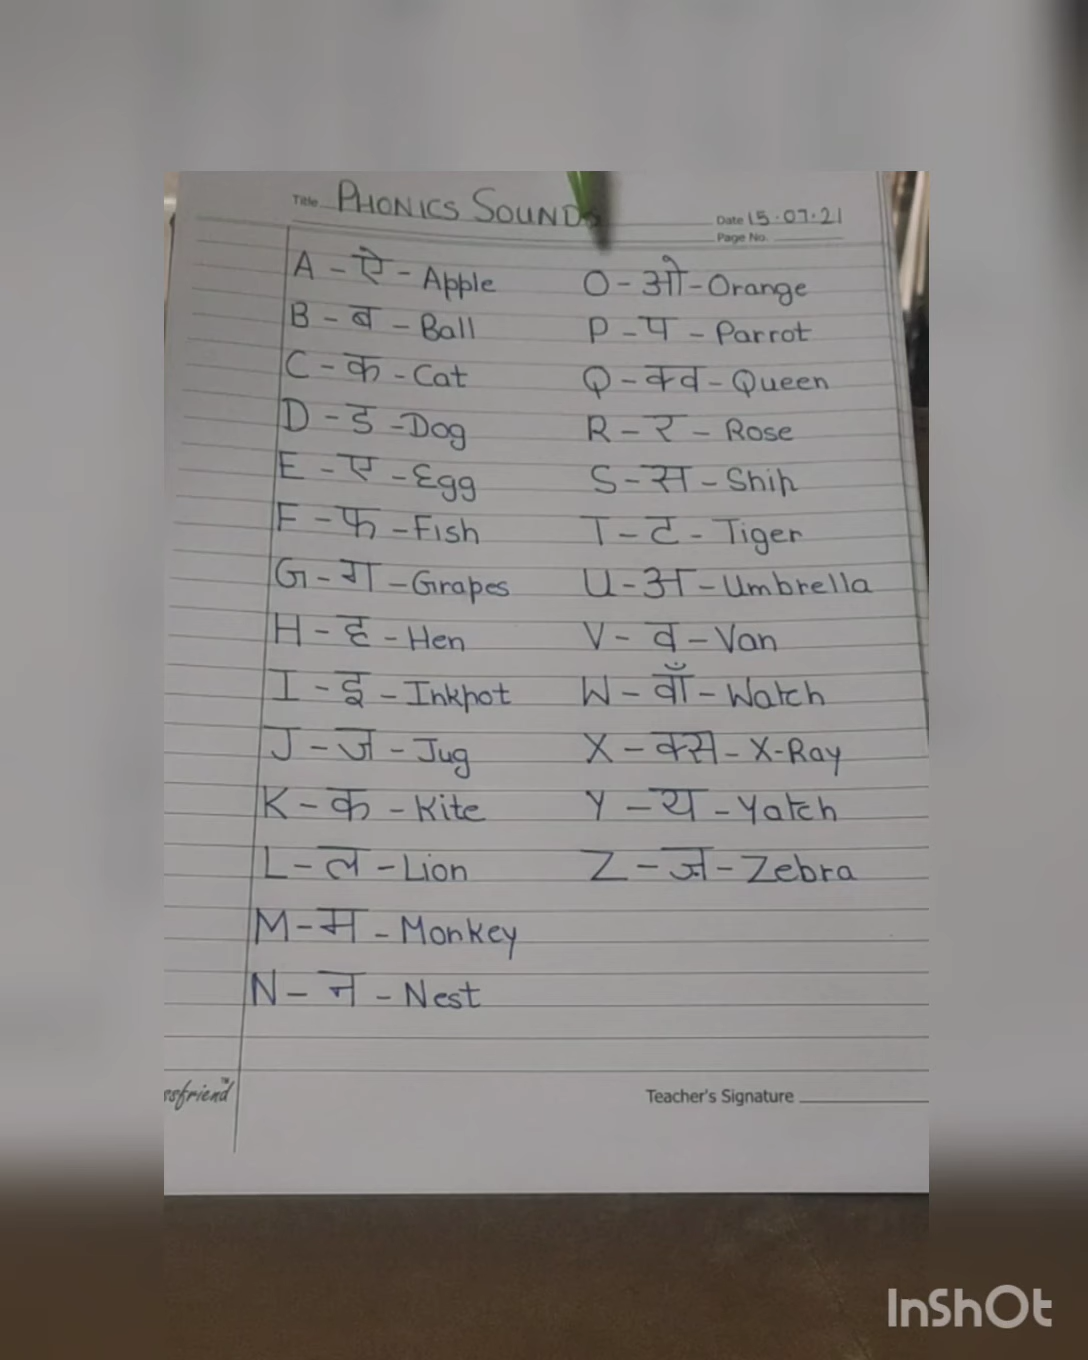 Title PHONICS SOUNDS
Date 15.07.21
Page No.
A - ऐ - Apple
B - ब - Ball
C - क - Cat
D - ड - Dog
E - ए - Egg
F - फ - Fish
G - ग - Grapes
H - ह - Hen
I - इ - Inkpot
J - ज - Jug
K - क - Kite
L - ल - Lion
M - म - Monkey
N - न - Nest
O - ओ - Orange
P - प - Parrot
Q - क्व - Queen
R - र - Rose
S - स - Ship
T - ट - Tiger
U - अ - Umbrella
V - व - Van
W - वाॅँ - Watch
X - क्स - X-Ray
Y - य - Yatch
Z - ज़ - Zebra
ssfriend
Teacher's Signature
InShOt